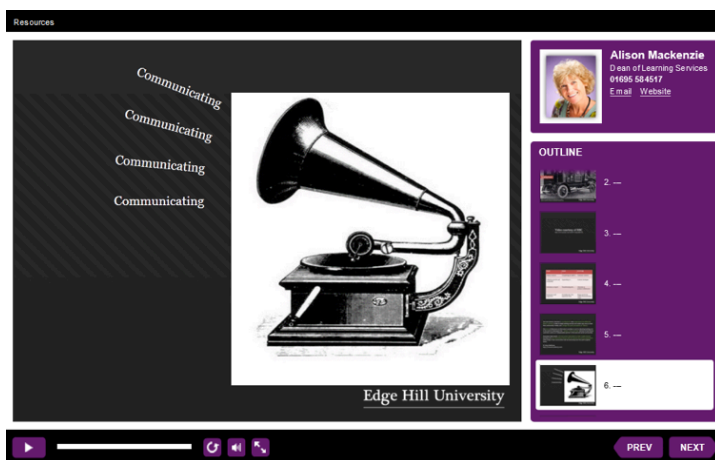 Resources
Communicating
Communicating
Communicating
Communicating
Edge Hill University
Alison Mackenzie
Dean of Learning Services
01695 584517
Email Website
OUTLINE
2. ---
3. ---
4. ---
5. ---
6. ---
PREV NEXT